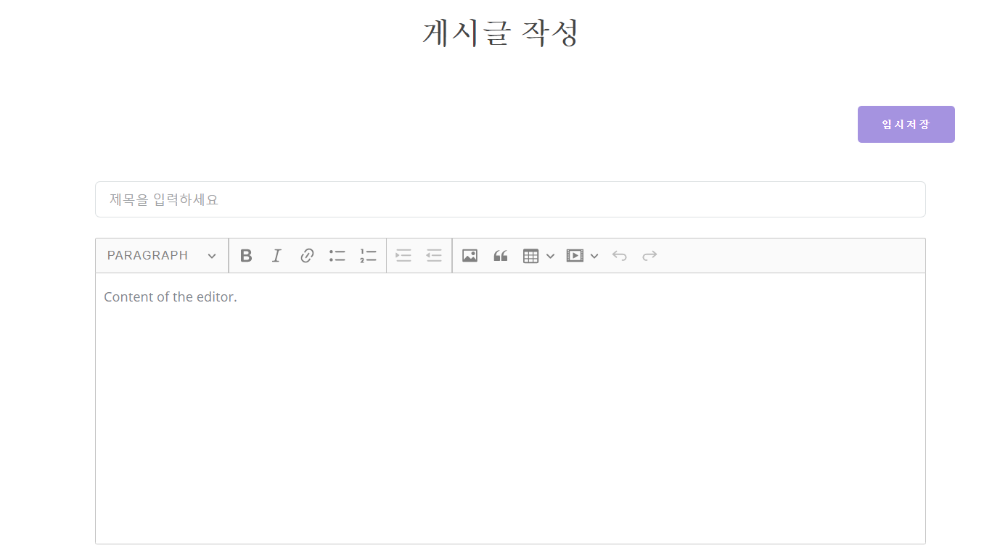 게시글 작성
임시저장
제목을 입력하세요
PARAGRAPH
Content of the editor.